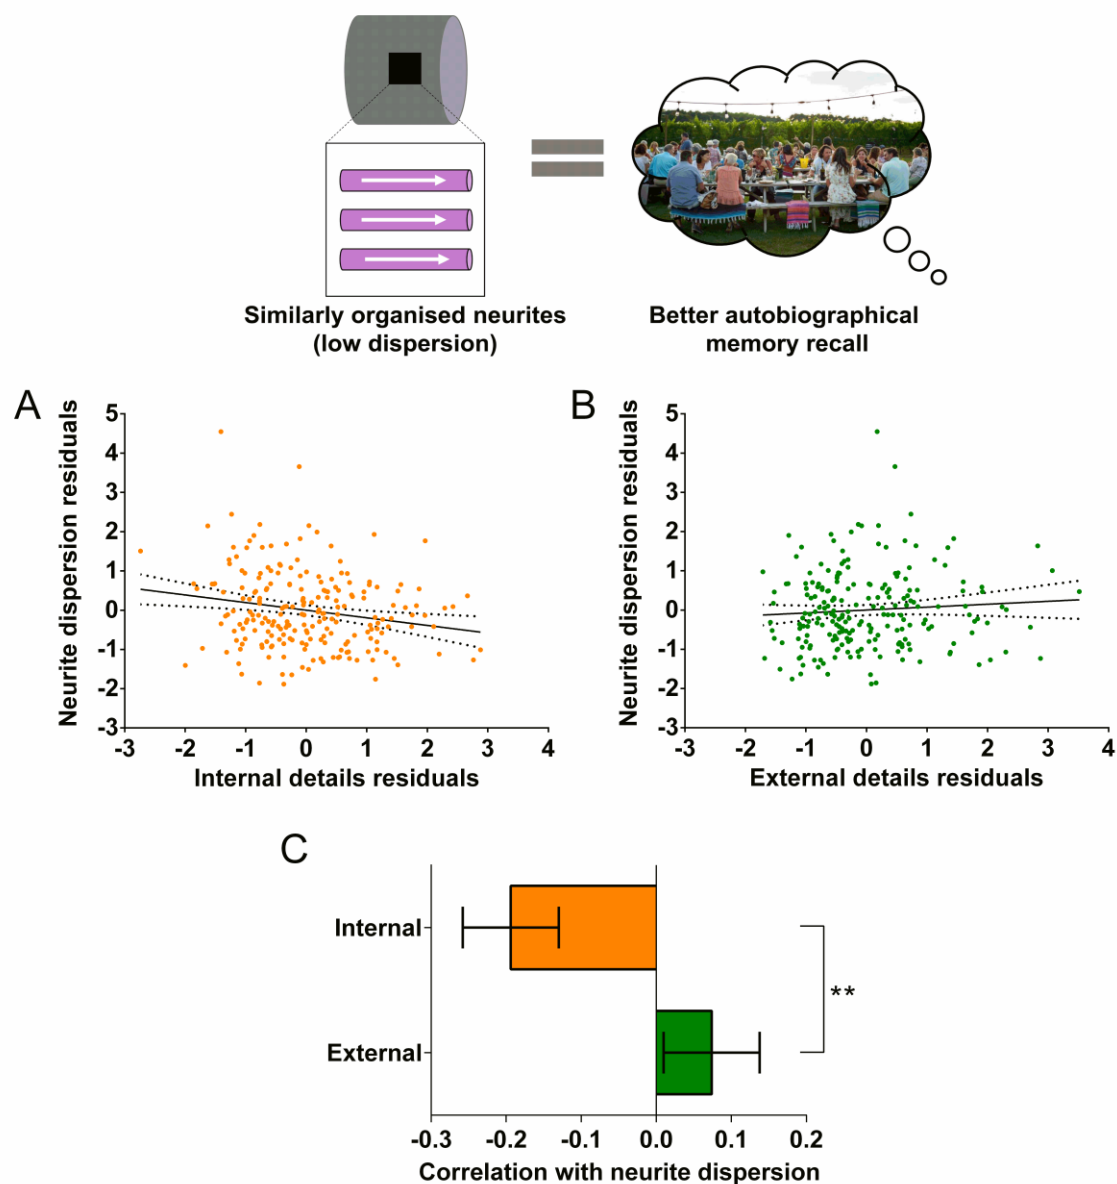 Similarly organised neurites
(low dispersion)
Better autobiographical
memory recall
A
Neurite dispersion residuals
5
4
3
2
1
0
-1
-2
-3
-3 -2 -1 0 1 2 3 4
Internal details residuals
B
Neurite dispersion residuals
5
4
3
2
1
0
-1
-2
-3
-3 -2 -1 0 1 2 3 4
External details residuals
C
Internal
External
**
-0.3 -0.2 -0.1 0.0 0.1 0.2
Correlation with neurite dispersion